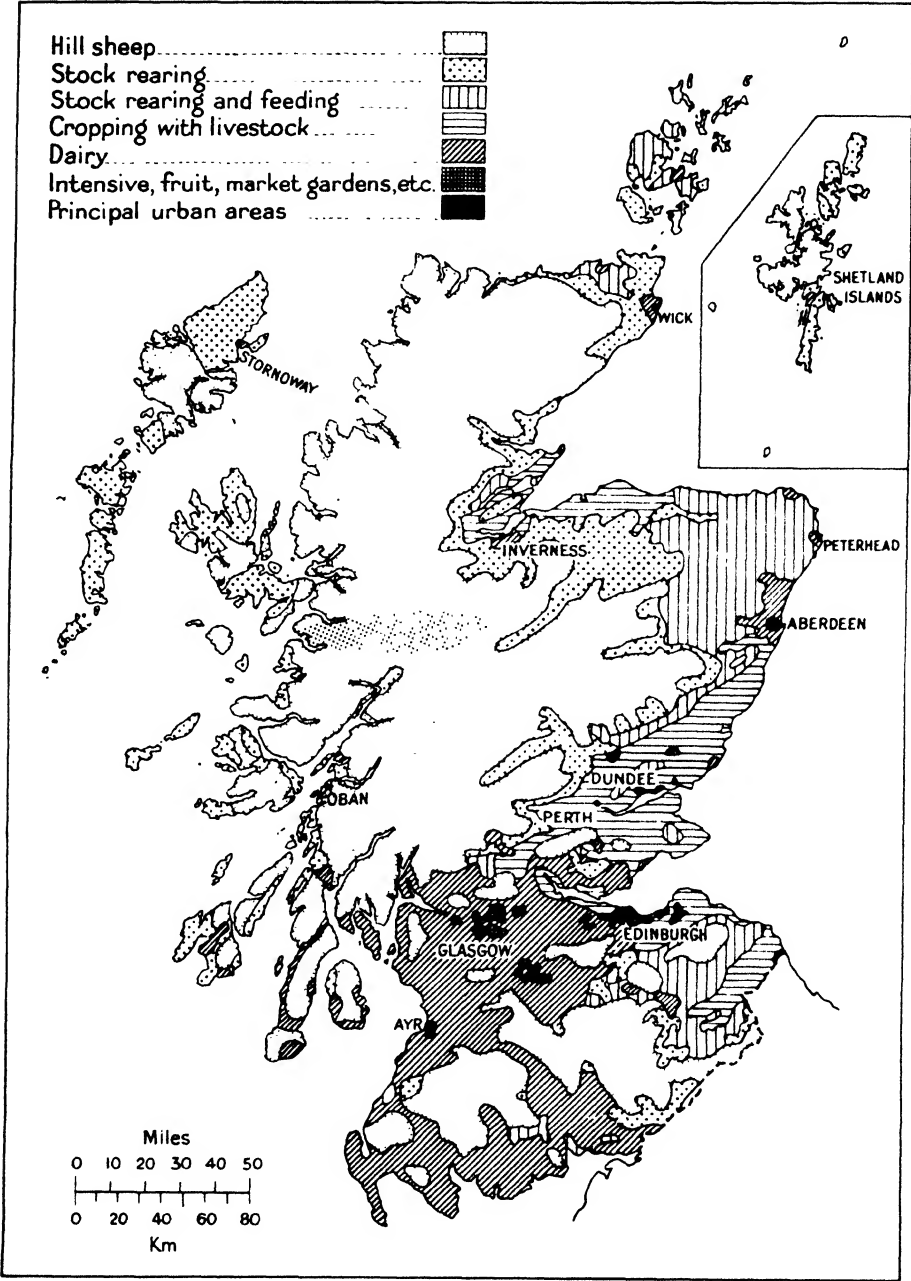 Hill sheep
Stock rearing
Stock rearing and feeding
Cropping with livestock
Dairy
Intensive, fruit, market gardens, etc.
Principal urban areas
SHETLAND
ISLANDS
WICK
STORNOWAY
INVERNESS
PETERHEAD
ABERDEEN
DUNDEE
OBAN
PERTH
EDINBURGH
GLASGOW
AYR
Miles
0 10 20 30 40 50
0 20 40 60 80
Km